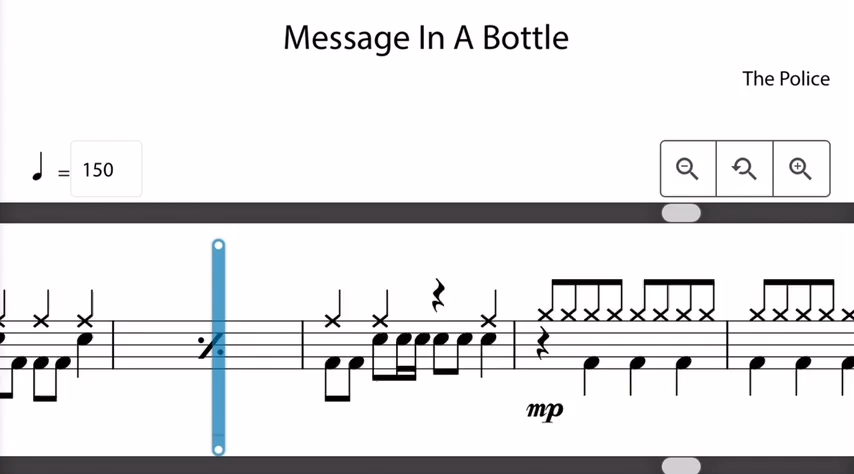 Message In A Bottle
The Police
= 150
mp